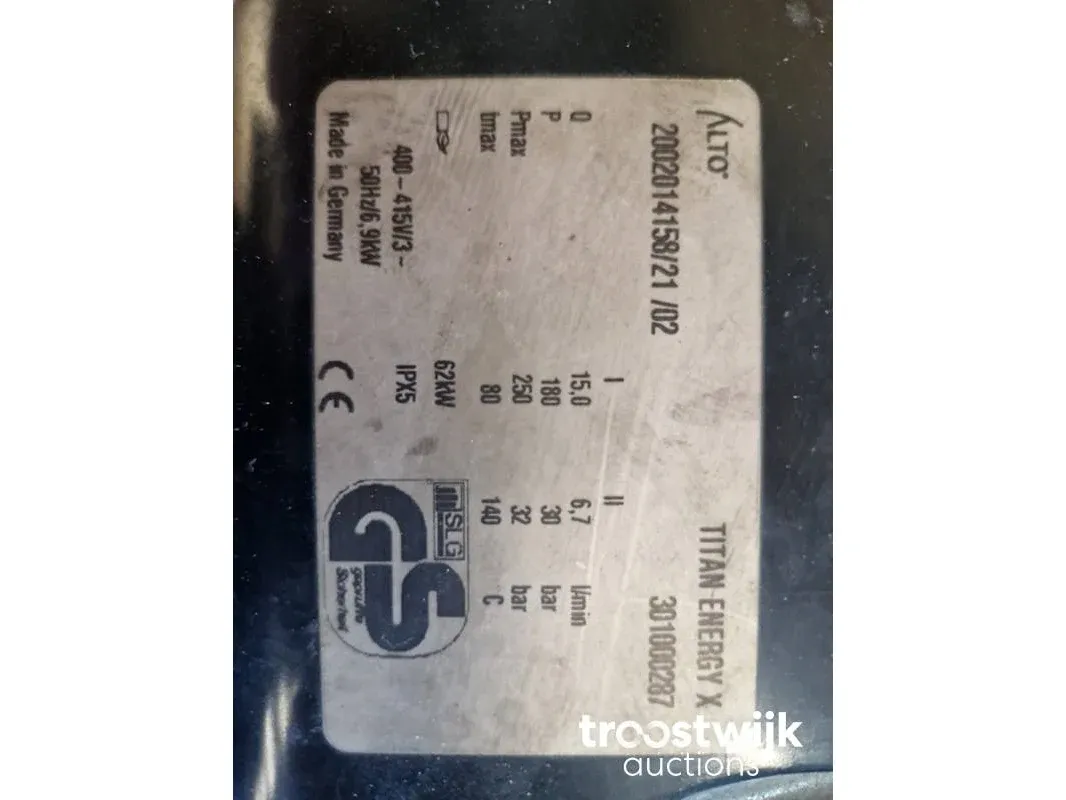 ALTO® TITAN ENERGY X
2002014158/21 /02 301000287
I II
Q 15,0 6,7 l/min
P 180 30 bar
Pmax 250 32 bar
tmax 80 140 C
62kW
400-415V/3~ IPX5
50Hz/6,9kW
Made in Germany CE
SLG
GS
geprüfte
Sicherheit
troostwijk
auctions